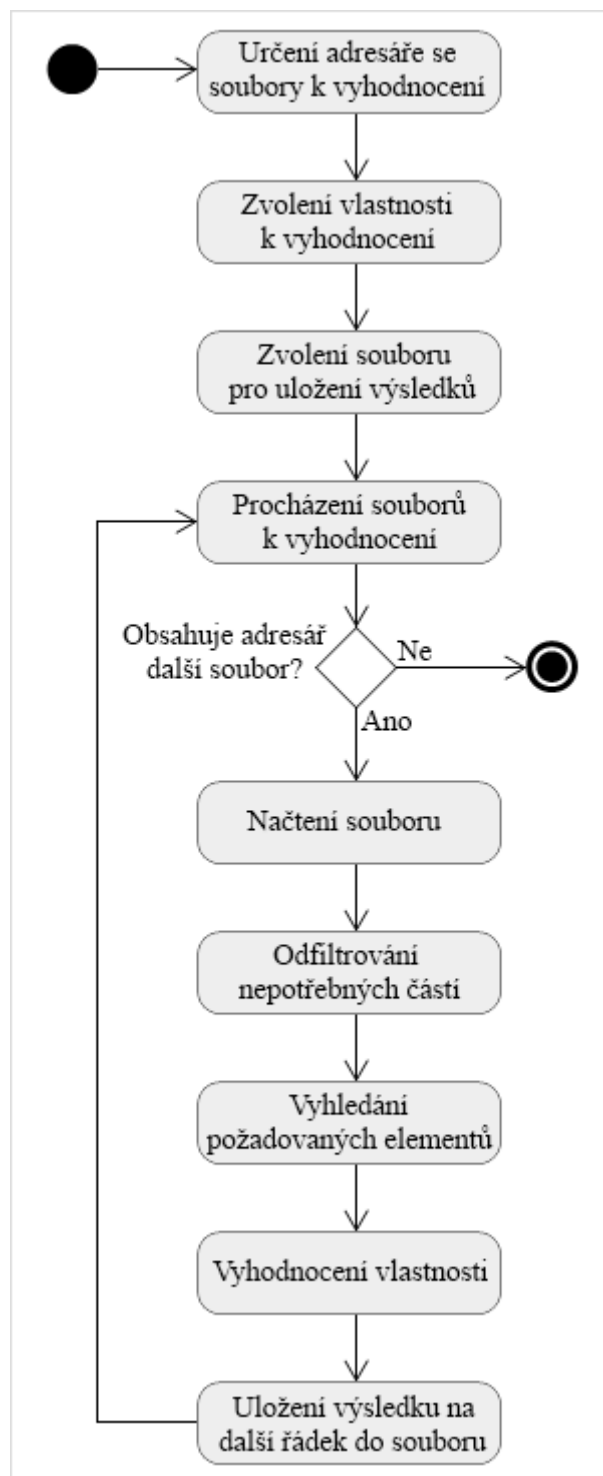 Určení adresáře se
soubory k vyhodnocení
Zvolení vlastnosti
k vyhodnocení
Zvolení souboru
pro uložení výsledků
Procházení souborů
k vyhodnocení
Obsahuje adresář
další soubor?
Ne
Ano
Načtení souboru
Odfiltrování
nepotřebných částí
Vyhledání
požadovaných elementů
Vyhodnocení vlastnosti
Uložení výsledku na
další řádek do souboru